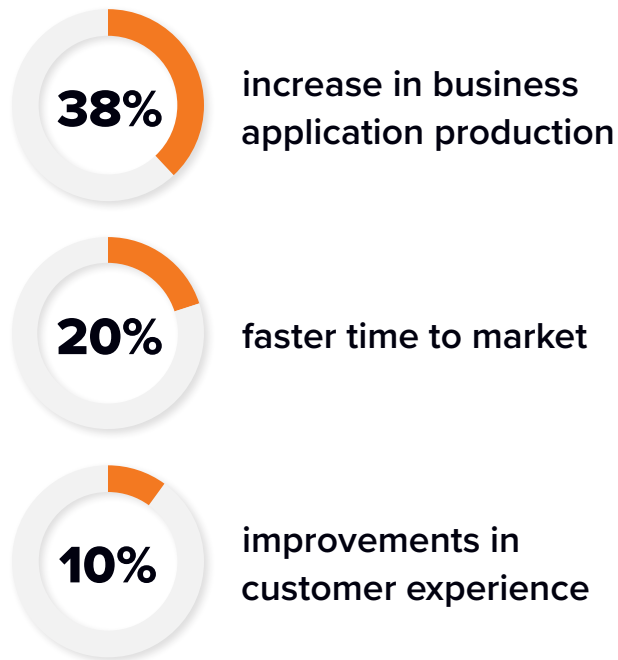 38%
increase in business
application production
20%
faster time to market
10%
improvements in
customer experience